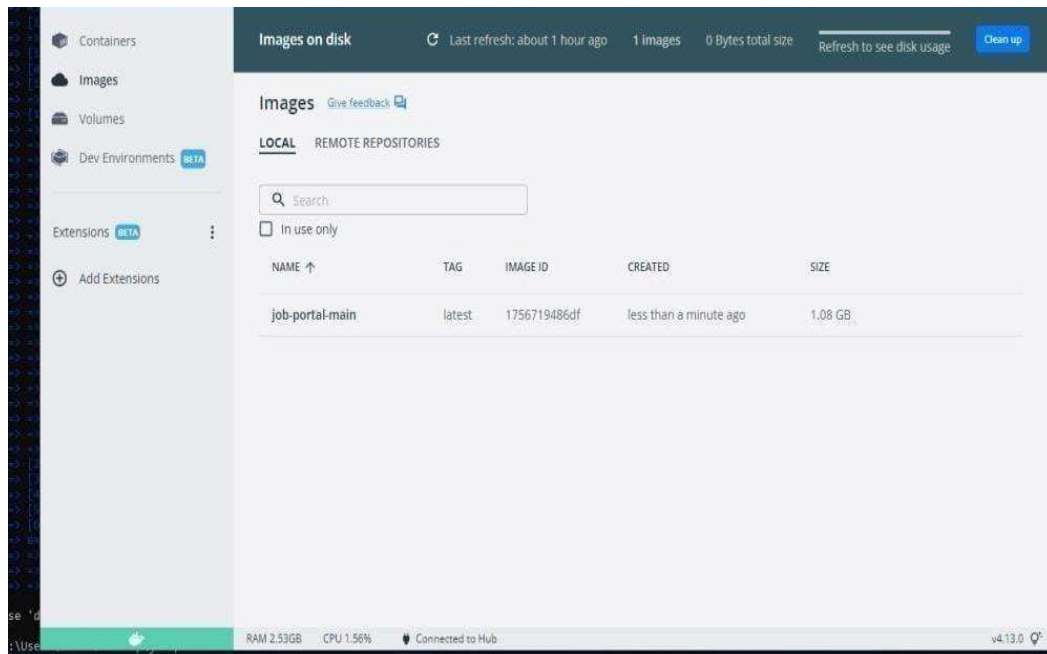 Containers
Images
Volumes
Dev Environments BETA
Extensions BETA
Add Extensions
Images on disk Last refresh: about 1 hour ago 1 images 0 Bytes total size Refresh to see disk usage Clean up
Images Give feedback
LOCAL REMOTE REPOSITORIES
Search
In use only
NAME TAG IMAGE ID CREATED SIZE
job-portal-main latest 1756719486df less than a minute ago 1.08 GB
se 'd
:\Use
RAM 2.53GB CPU 1.56% Connected to Hub v4.13.0